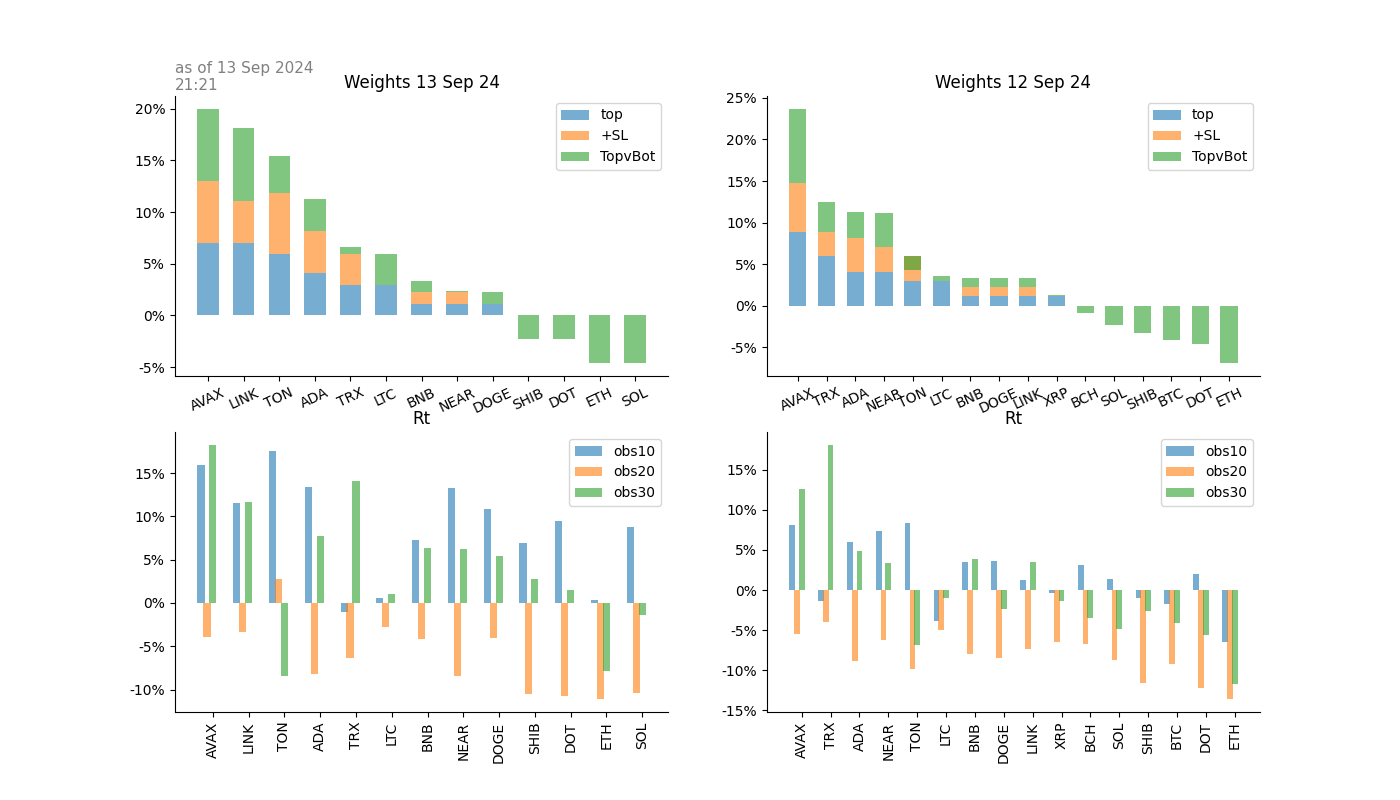 as of 13 Sep 2024
21:21
Weights 13 Sep 24
20%
15%
10%
5%
0%
-5%
top
+SL
TopvBot
AVAX LINK TON ADA TRX LTC BNB NEAR DOGE SHIB DOT ETH SOL
Weights 12 Sep 24
25%
20%
15%
10%
5%
0%
-5%
top
+SL
TopvBot
AVAX TRX ADA NEAR TON LTC BNB DOGE LINK XRP BCH SOL SHIB BTC DOT ETH
Rt
15%
10%
5%
0%
-5%
-10%
obs10
obs20
obs30
AVAX LINK TON ADA TRX LTC BNB NEAR DOGE SHIB DOT ETH SOL
Rt
15%
10%
5%
0%
-5%
-10%
-15%
obs10
obs20
obs30
AVAX TRX ADA NEAR TON LTC BNB DOGE LINK XRP BCH SOL SHIB BTC DOT ETH